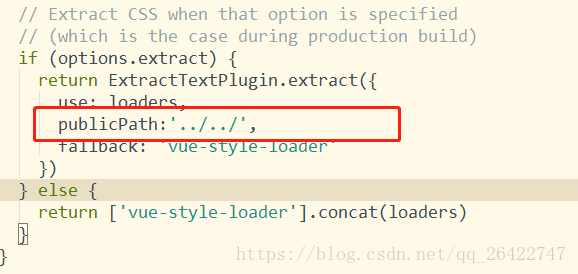 // Extract CSS when that option is specified
// (which is the case during production build)
if (options.extract) {
return ExtractTextPlugin.extract({
use: loaders,
publicPath:'../../',
fallback: 'vue-style-loader'
})
} else {
return ['vue-style-loader'].concat(loaders)
}
}
https://blog.csdn.net/qq_26422747